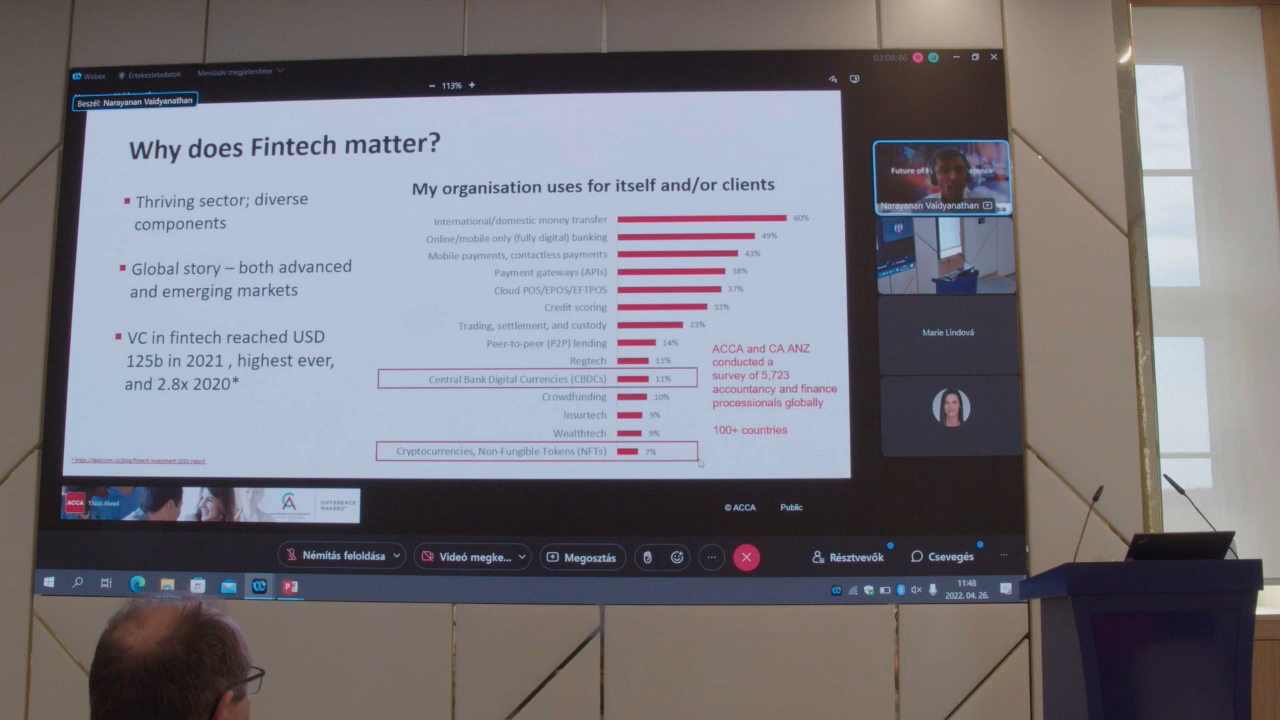 Webex
Értekezletadatok
Menüsáv megjelenítése
03:08:46
113%
Beszél: Narayanan Vaidyanathan
Why does Fintech matter?
Thriving sector; diverse
components
Global story – both advanced
and emerging markets
VC in fintech reached USD
125b in 2021 , highest ever,
and 2.8x 2020*
My organisation uses for itself and/or clients
International/domestic money transfer 60%
Online/mobile only (fully digital) banking 49%
Mobile payments, contactless payments 43%
Payment gateways (APIs) 38%
Cloud POS/EPOS/EFTPOS 37%
Credit scoring 32%
Trading, settlement, and custody 23%
Peer-to-peer (P2P) lending 14%
Regtech 11%
Central Bank Digital Currencies (CBDCs) 11%
Crowdfunding 10%
Insurtech 9%
Wealthtech 9%
Cryptocurrencies, Non-Fungible Tokens (NFTs) 7%
ACCA and CA ANZ
conducted a
survey of 5,723
accountancy and finance
processionals globally
100+ countries
ACCA
Think Ahead
DIFFERENCE
MAKERS™
© ACCA
Public
Future of
Narayanan Vaidyanathan
Marie Lindová
Némítás feloldása
Videó megke...
Megosztás
Résztvevők
Csevegés
11:48
2022. 04. 26.